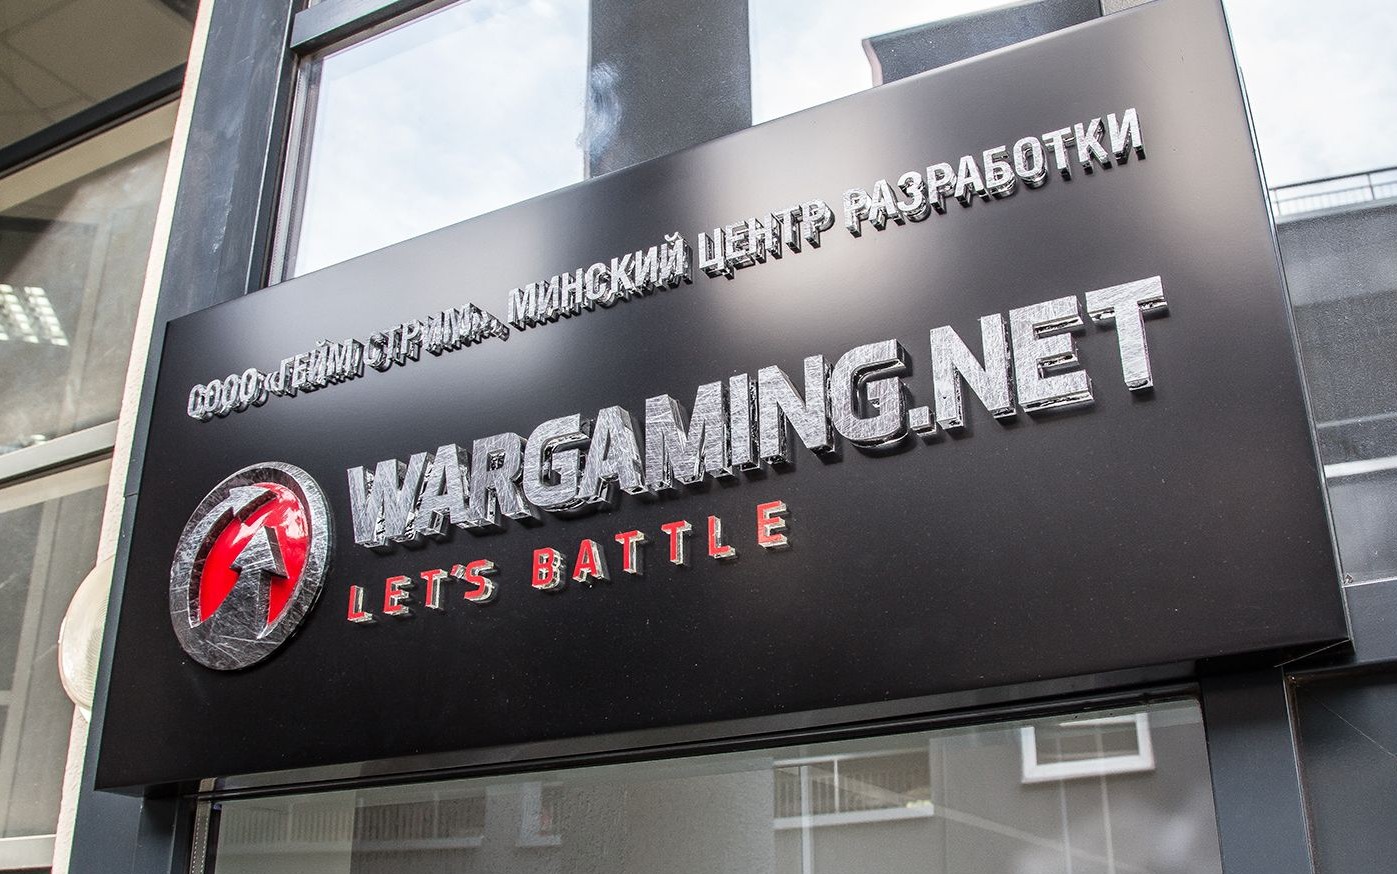 СООО «ГЕЙМ СТРИМ», МИНСКИЙ ЦЕНТР РАЗРАБОТКИ
WARGAMING.NET
LET'S BATTLE